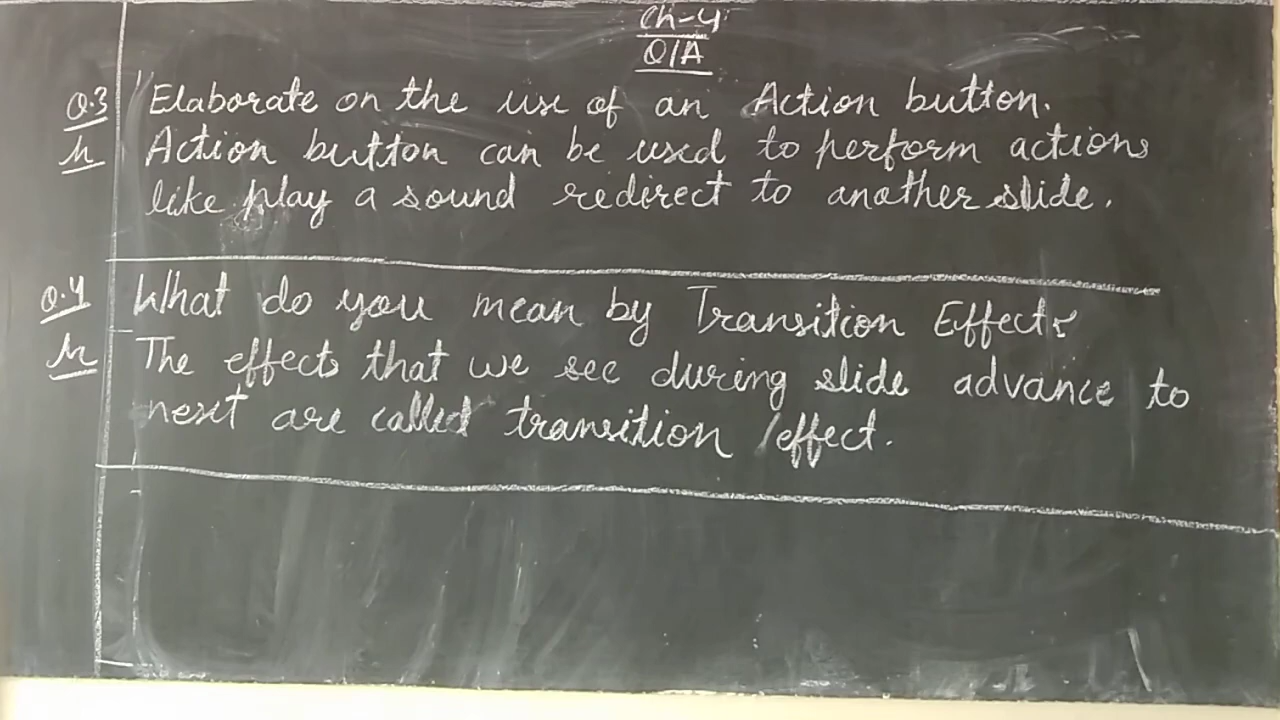 Ch-4
Q/A
Q.3 Elaborate on the use of an Action button.
Action button can be used to perform actions
like play a sound redirect to another slide.
Q.4 What do you mean by Transition Effect
The effects that we see during slide advance to
next are called transition effect.